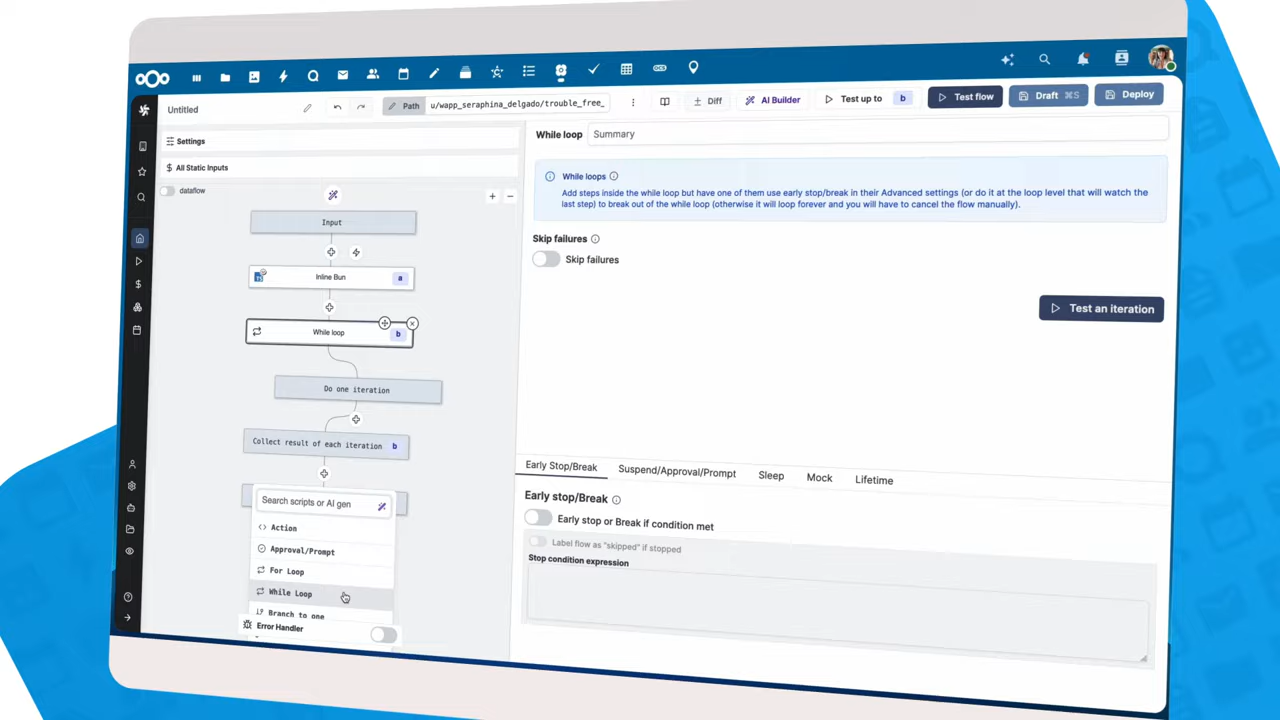 Untitled
Path
u/wapp_seraphina_delgado/trouble_free_
Diff
AI Builder
Test up to b
Test flow
Draft ⌘S
Deploy
Settings
$ All Static Inputs
dataflow
Input
Inline Bun a
While loop b
Do one iteration
Collect result of each iteration b
Search scripts or AI gen
Action
Approval/Prompt
For Loop
While Loop
Branch to one
Error Handler
While loop
Summary
While loops
Add steps inside the while loop but have one of them use early stop/break in their Advanced settings (or do it at the loop level that will watch the
last step) to break out of the while loop (otherwise it will loop forever and you will have to cancel the flow manually).
Skip failures
Skip failures
Test an iteration
Early Stop/Break
Suspend/Approval/Prompt
Sleep
Mock
Lifetime
Early stop/Break
Early stop or Break if condition met
Label flow as "skipped" if stopped
Stop condition expression